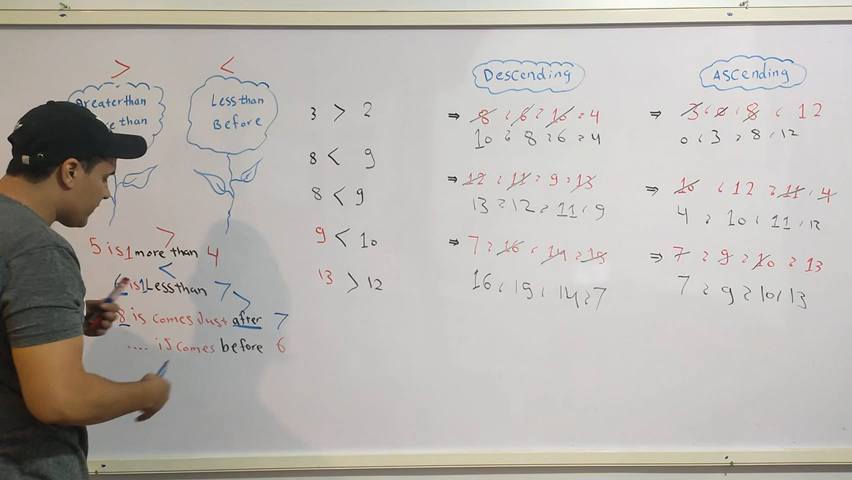 >
<
than
than
Less than
Before
3 > 2
8 < 9
8 < 9
9 < 10
13 > 12
>
5 is 1 more than 4
<
is 1 Less than 7
8 is comes Just after 7
.... is comes before 6
Descending
⇒ 8 , 6 , 10 , 4
10 , 8 , 6 , 4
⇒ 12 , 11 , 9 , 13
13 , 12 , 11 , 9
⇒ 7 , 16 , 14 , 15
16 , 15 , 14 , 7
ASCending
⇒ 3 , 0 , 8 , 12
0 , 3 , 8 , 12
⇒ 10 , 12 , 11 , 4
4 , 10 , 11 , 12
⇒ 7 , 9 , 10 , 13
7 , 9 , 10 , 13